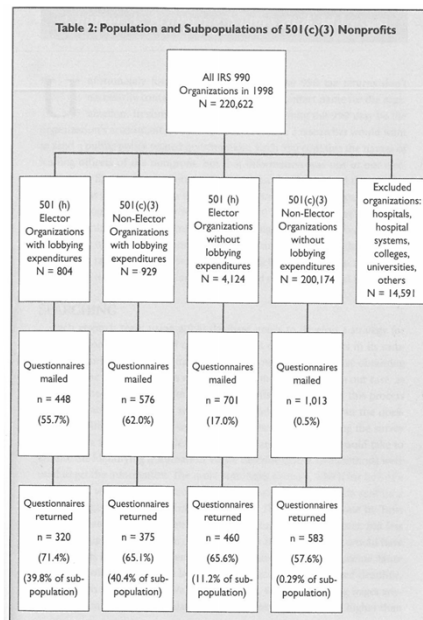 Table 2: Population and Subpopulations of 501(c)(3) Nonprofits
All IRS 990
Organizations in 1998
N = 220,622
501 (h)
Elector
Organizations
with lobbying
expenditures
N = 804
501(c)(3)
Non-Elector
Organizations
with lobbying
expenditures
N = 929
501 (h)
Elector
Organizations
without
lobbying
expenditures
N = 4,124
501(c)(3)
Non-Elector
Organizations
without
lobbying
expenditures
N = 200,174
Excluded
organizations:
hospitals,
hospital
systems,
colleges,
universities,
others
N = 14,591
Questionnaires
mailed
n = 448
(55.7%)
Questionnaires
mailed
n = 576
(62.0%)
Questionnaires
mailed
n = 701
(17.0%)
Questionnaires
mailed
n = 1,013
(0.5%)
Questionnaires
returned
n = 320
(71.4%)
(39.8% of sub-
population)
Questionnaires
returned
n = 375
(65.1%)
(40.4% of sub-
population)
Questionnaires
returned
n = 460
(65.6%)
(11.2% of sub-
population)
Questionnaires
returned
n = 583
(57.6%)
(0.29% of sub-
population)